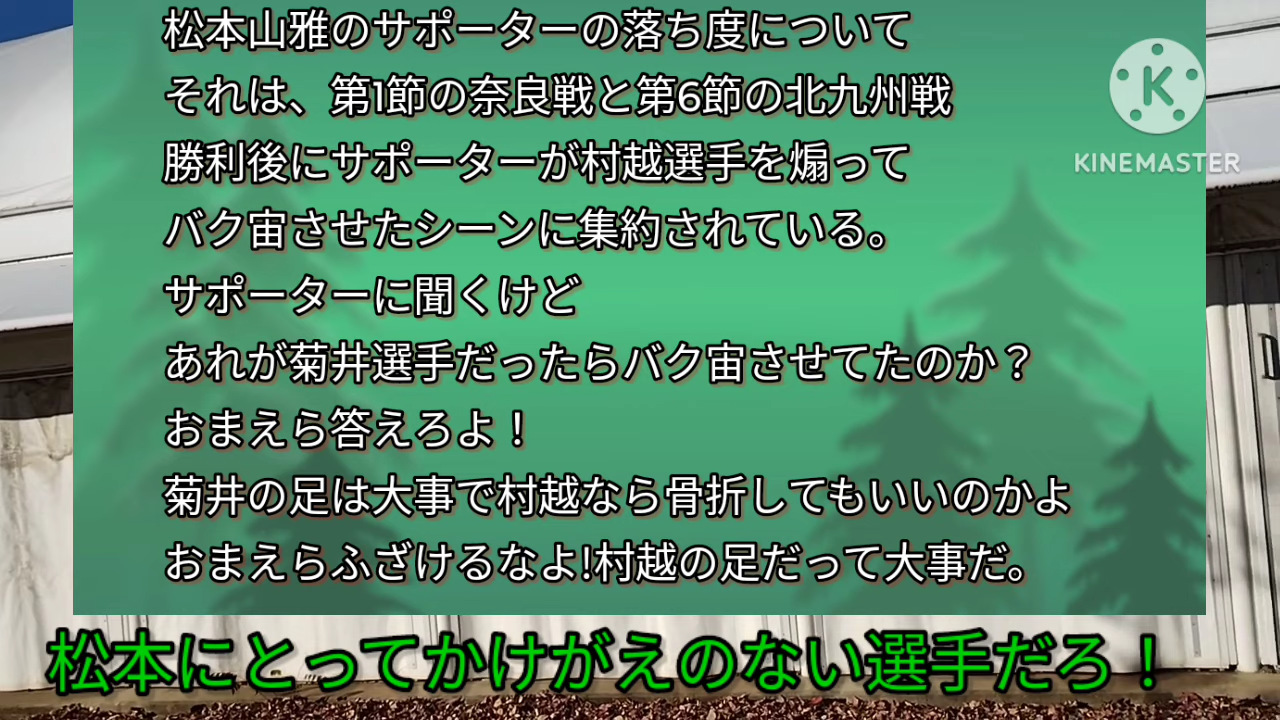 松本山雅のサポーターの落ち度について
それは、第1節の奈良戦と第6節の北九州戦
勝利後にサポーターが村越選手を煽って
バク宙させたシーンに集約されている。
サポーターに聞くけど
あれが菊井選手だったらバク宙させてたのか？
おまえら答えろよ！
菊井の足は大事で村越なら骨折してもいいのかよ
おまえらふざけるなよ!村越の足だって大事だ。
松本にとってかけがえのない選手だろ！
K
KINEMASTER